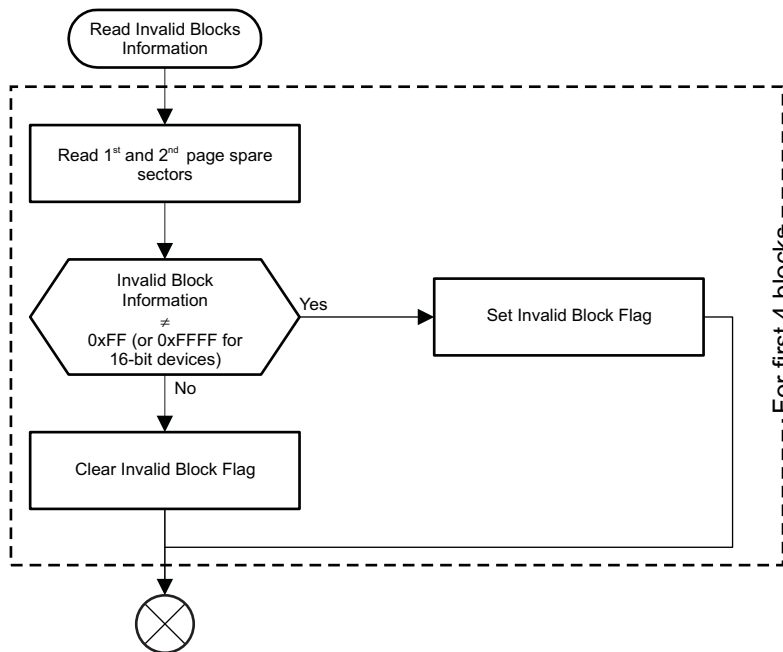 Read Invalid Blocks
Information
Read 1st and 2nd page spare
sectors
Invalid Block
Information
≠
0xFF (or 0xFFFF for
16-bit devices)
Yes
Set Invalid Block Flag
No
Clear Invalid Block Flag
For first 4 blocks